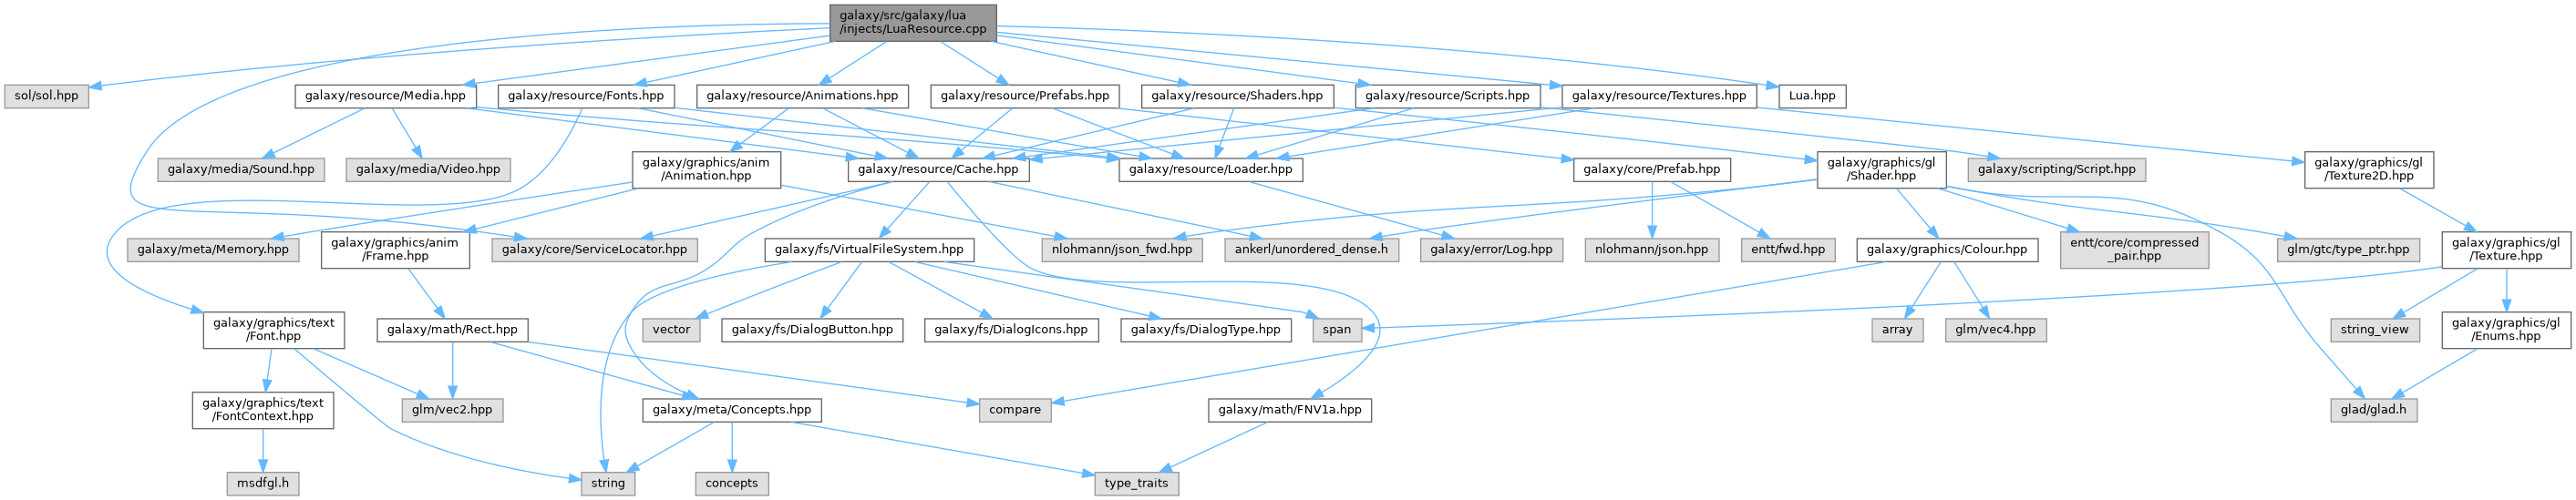 galaxy/src/galaxy/lua
/injects/LuaResource.cpp
sol/sol.hpp
galaxy/resource/Media.hpp
galaxy/resource/Fonts.hpp
galaxy/resource/Animations.hpp
galaxy/resource/Prefabs.hpp
galaxy/resource/Shaders.hpp
galaxy/resource/Scripts.hpp
galaxy/resource/Textures.hpp
Lua.hpp
galaxy/media/Sound.hpp
galaxy/media/Video.hpp
galaxy/graphics/anim
/Animation.hpp
galaxy/resource/Cache.hpp
galaxy/resource/Loader.hpp
galaxy/core/Prefab.hpp
galaxy/graphics/gl
/Shader.hpp
galaxy/scripting/Script.hpp
galaxy/graphics/gl
/Texture2D.hpp
galaxy/meta/Memory.hpp
galaxy/graphics/anim
/Frame.hpp
galaxy/core/ServiceLocator.hpp
galaxy/fs/VirtualFileSystem.hpp
nlohmann/json_fwd.hpp
ankerl/unordered_dense.h
galaxy/error/Log.hpp
nlohmann/json.hpp
entt/fwd.hpp
galaxy/graphics/Colour.hpp
entt/core/compressed
_pair.hpp
glm/gtc/type_ptr.hpp
galaxy/graphics/gl
/Texture.hpp
galaxy/graphics/text
/Font.hpp
galaxy/math/Rect.hpp
vector
galaxy/fs/DialogButton.hpp
galaxy/fs/DialogIcons.hpp
galaxy/fs/DialogType.hpp
span
array
glm/vec4.hpp
string_view
galaxy/graphics/gl
/Enums.hpp
galaxy/graphics/text
/FontContext.hpp
glm/vec2.hpp
galaxy/meta/Concepts.hpp
compare
galaxy/math/FNV1a.hpp
glad/glad.h
msdfgl.h
string
concepts
type_traits